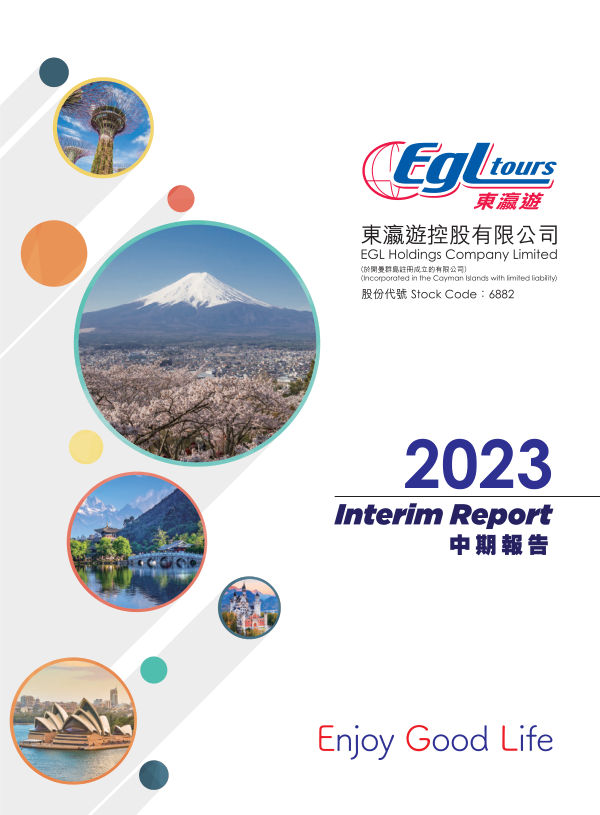 EGL tours
東瀛遊
東瀛遊控股有限公司
EGL Holdings Company Limited
(於開曼群島註冊成立的有限公司)
(Incorporated in the Cayman Islands with limited liability)
股份代號 Stock Code：6882
2023
Interim Report
中期報告
Enjoy Good Life